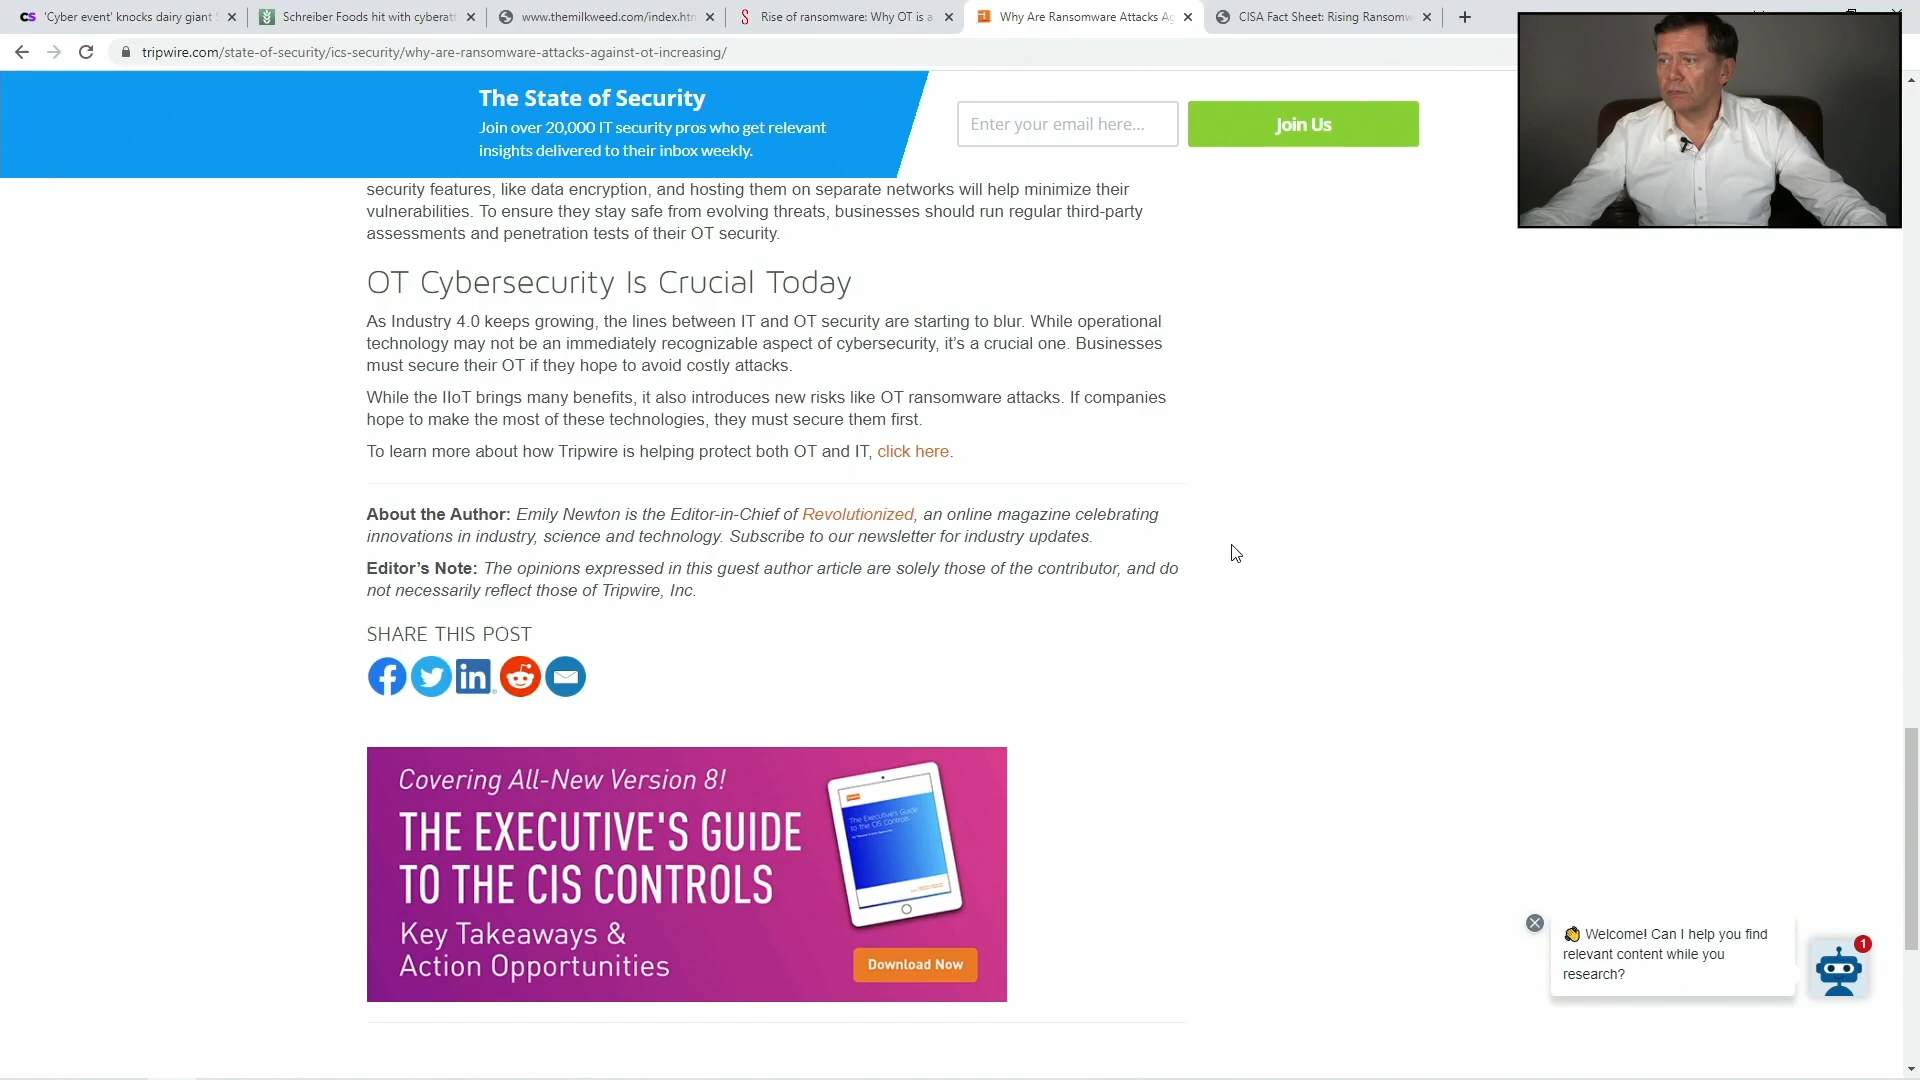 CS 'Cyber event' knocks dairy giant
Schreiber Foods hit with cyberatt
www.themilkweed.com/index.htm
Rise of ransomware: Why OT is a
Why Are Ransomware Attacks Ag
CISA Fact Sheet: Rising Ransomw
tripwire.com/state-of-security/ics-security/why-are-ransomware-attacks-against-ot-increasing/
The State of Security
Join over 20,000 IT security pros who get relevant
insights delivered to their inbox weekly.
Enter your email here...
Join Us
security features, like data encryption, and hosting them on separate networks will help minimize their
vulnerabilities. To ensure they stay safe from evolving threats, businesses should run regular third-party
assessments and penetration tests of their OT security.
OT Cybersecurity Is Crucial Today
As Industry 4.0 keeps growing, the lines between IT and OT security are starting to blur. While operational
technology may not be an immediately recognizable aspect of cybersecurity, it's a crucial one. Businesses
must secure their OT if they hope to avoid costly attacks.
While the IIoT brings many benefits, it also introduces new risks like OT ransomware attacks. If companies
hope to make the most of these technologies, they must secure them first.
To learn more about how Tripwire is helping protect both OT and IT, click here.
About the Author: Emily Newton is the Editor-in-Chief of Revolutionized, an online magazine celebrating
innovations in industry, science and technology. Subscribe to our newsletter for industry updates.
Editor's Note: The opinions expressed in this guest author article are solely those of the contributor, and do
not necessarily reflect those of Tripwire, Inc.
SHARE THIS POST
Covering All-New Version 8!
THE EXECUTIVE'S GUIDE
TO THE CIS CONTROLS
Key Takeaways &
Action Opportunities
The Executive's Guide
to the CIS Controls
Download Now
Welcome! Can I help you find
relevant content while you
research?
1